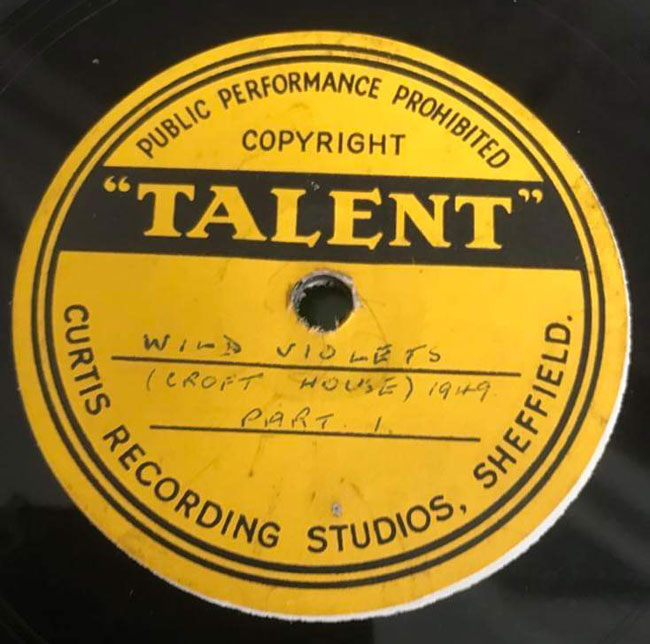 PUBLIC PERFORMANCE PROHIBITED
COPYRIGHT
"TALENT"
WILD VIOLETS
(CROFT HOUSE) 1949.
PART. 1.
CURTIS RECORDING STUDIOS, SHEFFIELD.